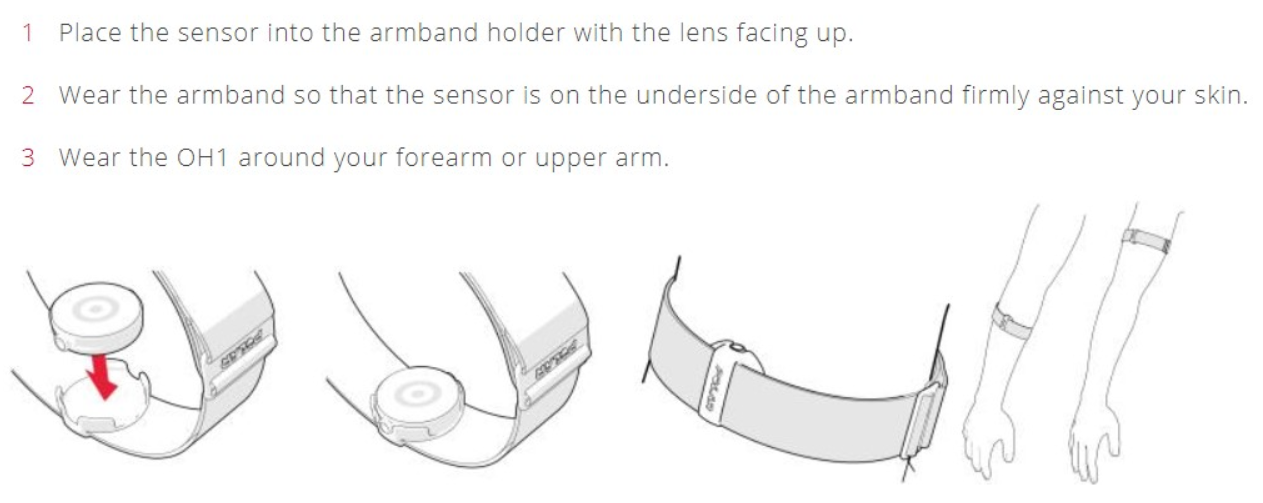 1 Place the sensor into the armband holder with the lens facing up.
2 Wear the armband so that the sensor is on the underside of the armband firmly against your skin.
3 Wear the OH1 around your forearm or upper arm.
POLAR
POLAR
POLAR